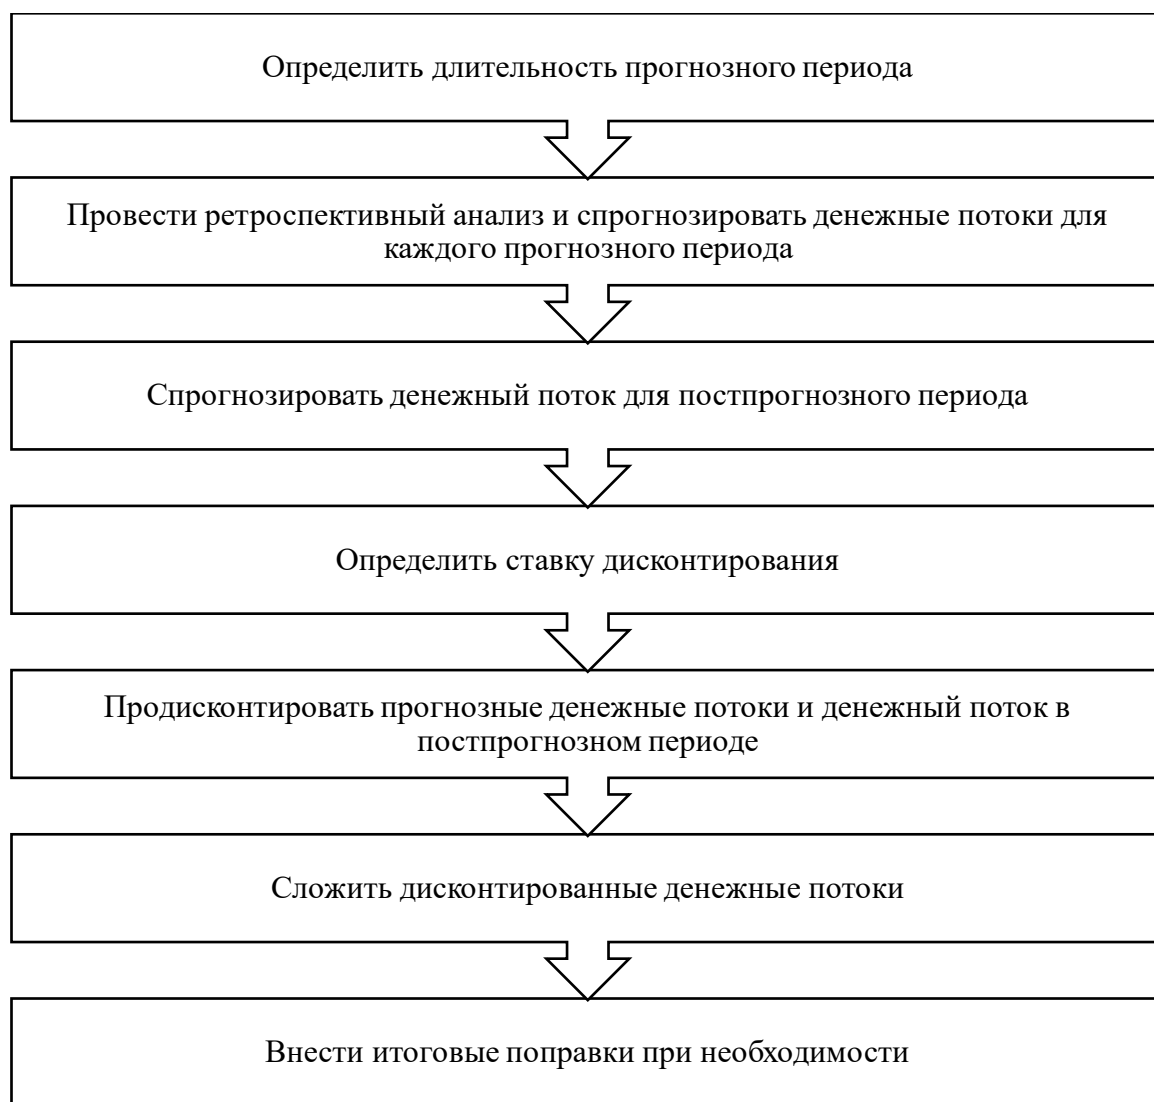 Определить длительность прогнозного периода
Провести ретроспективный анализ и спрогнозировать денежные потоки для
каждого прогнозного периода
Спрогнозировать денежный поток для постпрогнозного периода
Определить ставку дисконтирования
Продисконтировать прогнозные денежные потоки и денежный поток в
постпрогнозном периоде
Сложить дисконтированные денежные потоки
Внести итоговые поправки при необходимости